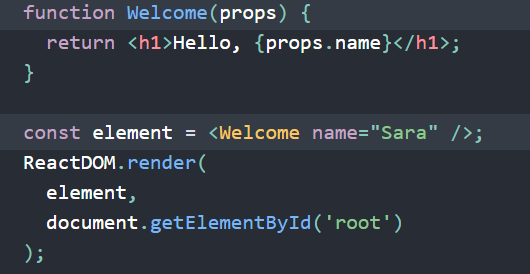 function Welcome(props) {
  return <h1>Hello, {props.name}</h1>;
}

const element = <Welcome name="Sara" />;
ReactDOM.render(
  element,
  document.getElementById('root')
);